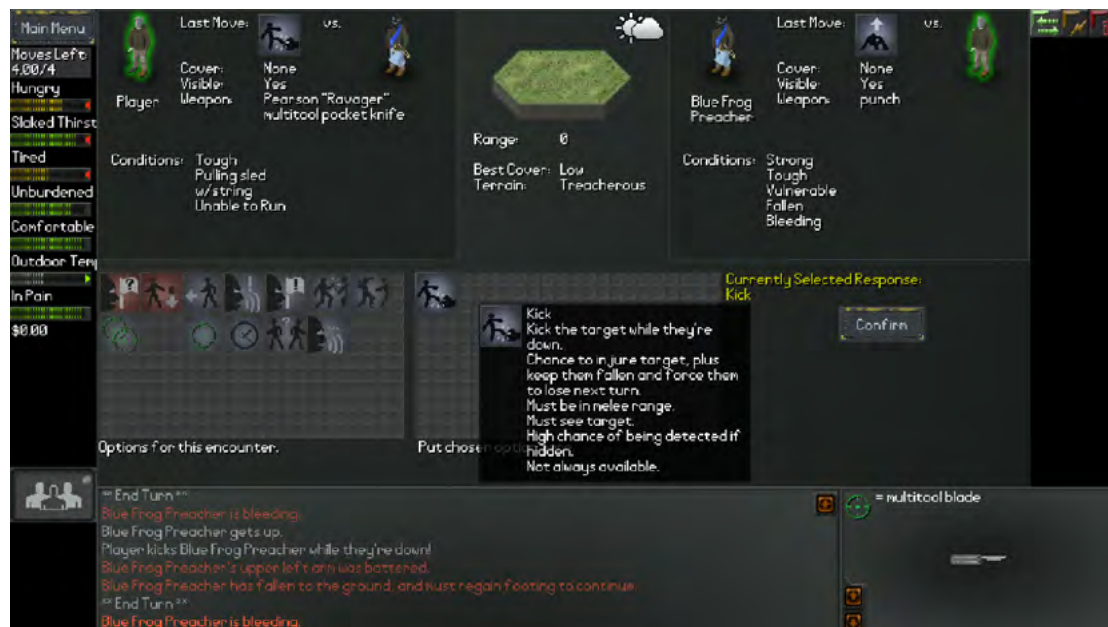 Main Menu
Moves Left:
4.00/4
Hungry
Slaked Thirst
Tired
Unburdened
Comfortable
Outdoor Temp
In Pain
$0.00
Last Move: vs.
Cover: None
Visible: Yes
Weapon: Pearson "Ravager"
multitool pocket knife
Player
Conditions: Tough
Pulling sled
w/string
Unable to Run
Range: 0
Best Cover: Low
Terrain: Treacherous
Last Move: vs.
Cover: None
Visible: Yes
Weapon: punch
Blue Frog
Preacher
Conditions: Strong
Tough
Vulnerable
Fallen
Bleeding
Options for this encounter.
Put chosen
Kick
Kick the target while they're
down.
Chance to injure target, plus
keep them fallen and force them
to lose next turn.
Must be in melee range.
Must see target.
High chance of being detected if
hidden.
Not always available.
Currently Selected Response:
Kick
Confirm
** End Turn **
Blue Frog Preacher is bleeding.
Blue Frog Preacher gets up.
Player kicks Blue Frog Preacher while they're down!
Blue Frog Preacher's upper left arm was battered.
Blue Frog Preacher has fallen to the ground, and must regain footing to continue.
** End Turn **
Blue Frog Preacher is bleeding.
= multitool blade